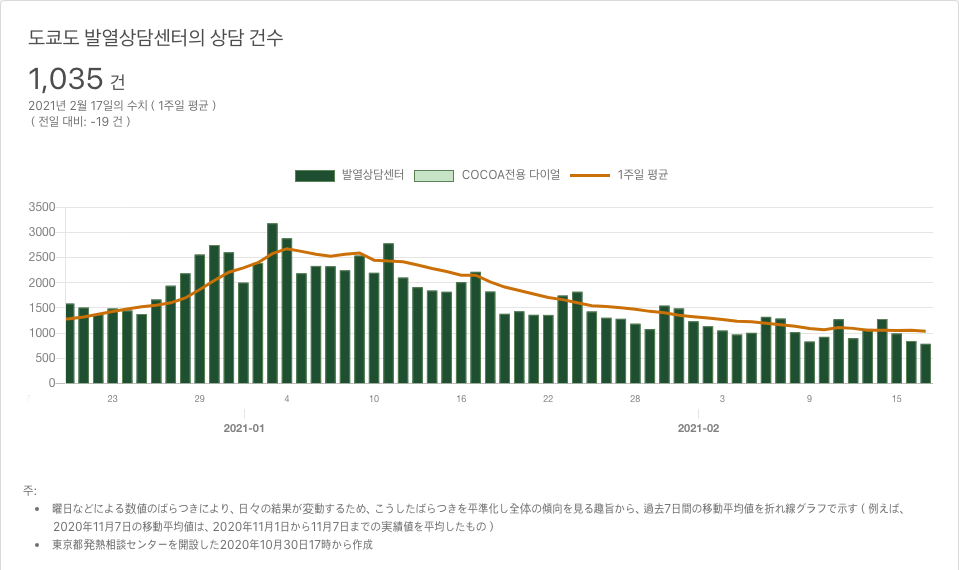 도쿄도 발열상담센터의 상담 건수
1,035 건
2021년 2월 17일의 수치 ( 1주일 평균 )
( 전일 대비: -19 건 )
발열상담센터 COCOA전용 다이얼 1주일 평균
3500
3000
2500
2000
1500
1000
500
0
23 29 4 10 16 22 28 3 9 15
2021-01 2021-02
주:
曜日などによる数値のばらつきにより、日々の結果が変動するため、こうしたばらつきを平準化し全体の傾向を見る趣旨から、過去7日間の移動平均値を折れ線グラフで示す ( 例えば、
2020年11月7日の移動平均値は、2020年11月1日から11月7日までの実績値を平均したもの )
東京都発熱相談センターを開設した2020年10月30日17時から作成